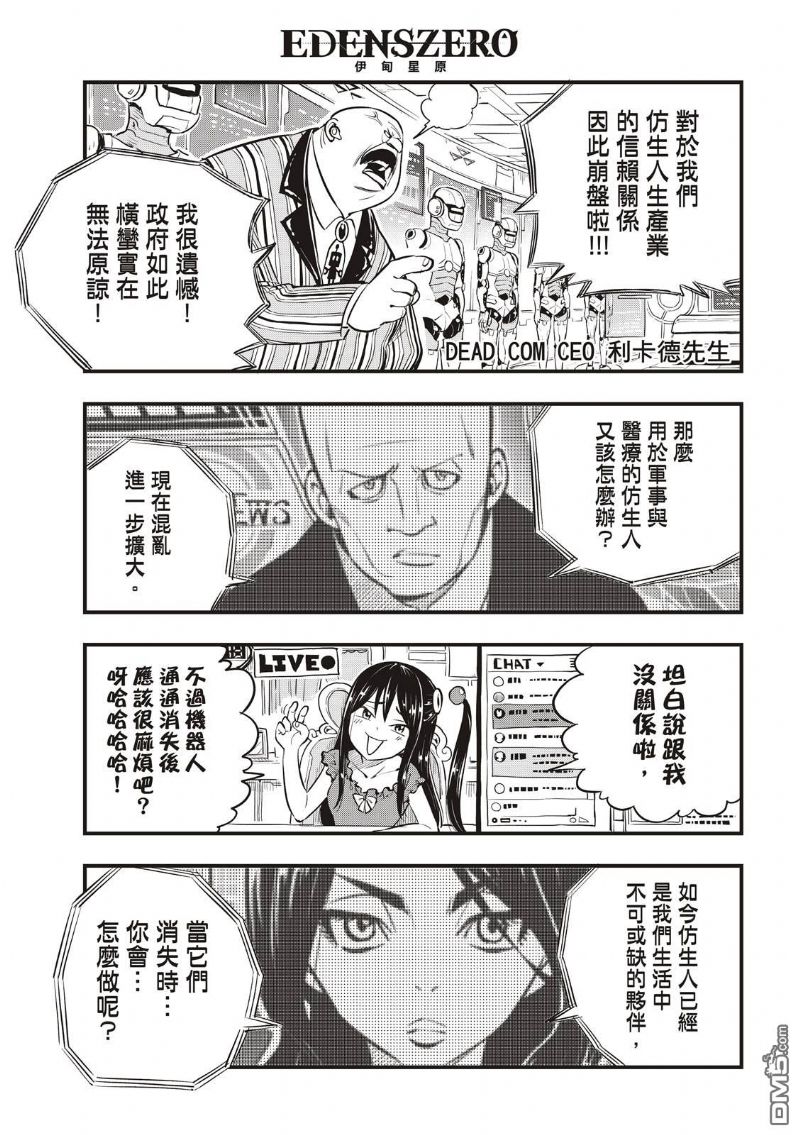 EDENSZERO
伊甸星原
對於我們
仿生人生產業
的信賴關係
因此崩盤啦!!!
我很遺憾！
政府如此
橫蠻實在
無法原諒！
DEAD COM CEO 利卡德先生
那麼
用於軍事與
醫療的仿生人
又該怎麼辦？
EWS
現在混亂
進一步擴大。
坦白說跟我
沒關係啦，
CHAT
LIVE
不過機器人
通通消失後
應該很麻煩吧？
呀哈哈哈哈！
如今仿生人已經
是我們生活中
不可或缺的夥伴，
當它們
消失時…
你會…
怎麼做呢？
DM5.com